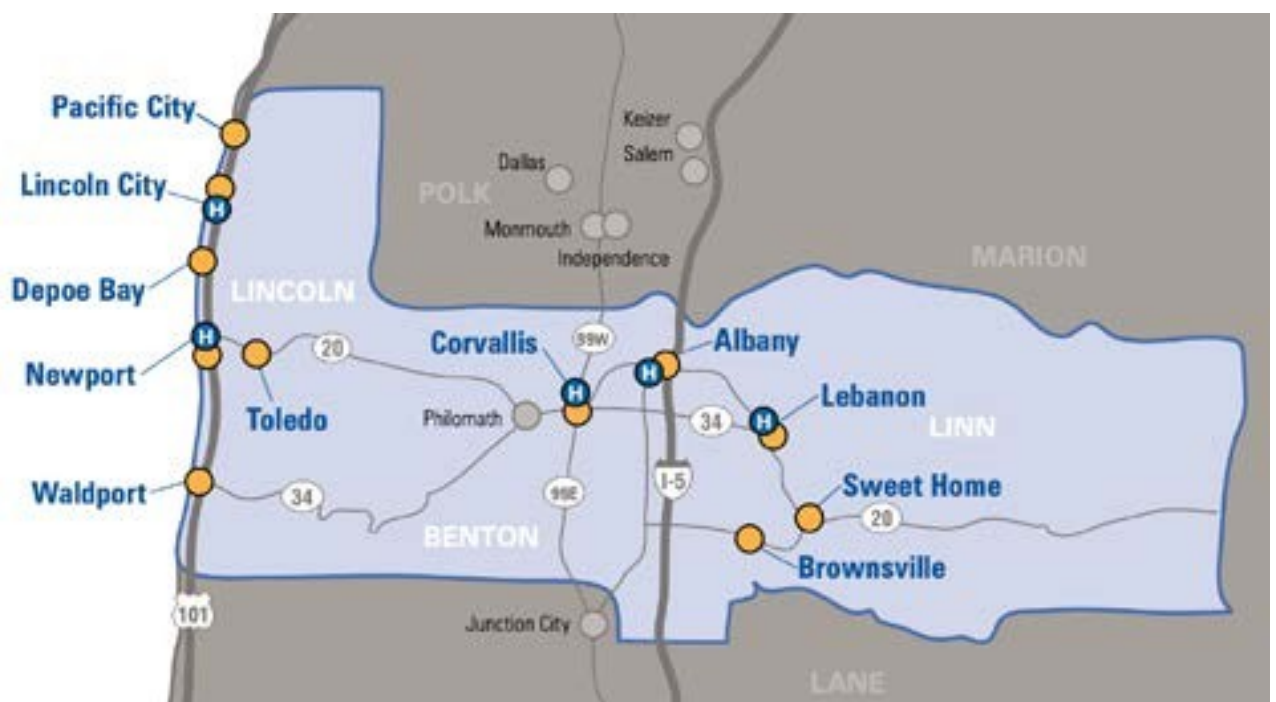 Pacific City
Keizer
Salem
Dallas
Lincoln City
POLK
Monmouth
Independence
MARION
Depoe Bay
LINCOLN
H
H
99W
Corvallis
Albany
20
Newport
H
H
Toledo
Philomath
34
H
Lebanon
LINN
Waldport
34
99E
I-5
Sweet Home
20
BENTON
Brownsville
101
Junction City
LANE